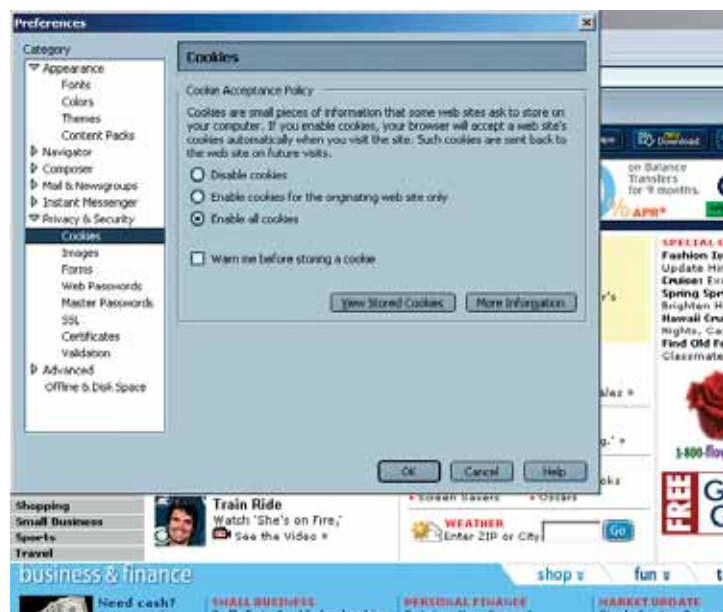 Preferences
Category
Appearance
Fonts
Colors
Themes
Content Packs
Navigator
Composer
Mail & Newsgroups
Instant Messenger
Privacy & Security
Cookies
Images
Forms
Web Passwords
Master Passwords
SSL
Certificates
Validation
Advanced
Offline & Disk Space
Cookies
Cookie Acceptance Policy
Cookies are small pieces of information that some web sites ask to store on
your computer. If you enable cookies, your browser will accept a web site's
cookies automatically when you visit the site. Such cookies are sent back to
the web site on future visits.
Disable cookies
Enable cookies for the originating web site only
Enable all cookies
Warn me before storing a cookie
View Stored Cookies
More Information
OK
Cancel
Help
Download
on Balance
Transfers
for 9 months.
% APR*
SPECIAL
Fashion
Update
Cruise:
Spring
Brighten
Hawaii
Nights,
Find Old
1-800-flo
FREE
Shopping
Small Business
Sports
Travel
Train Ride
Watch 'She's on Fire,'
See the Video »
Screen Savers
Oscars
WEATHER
Enter ZIP or City
Go
business & finance
shop
fun
Need cash?
SMALL BUSINESS
PERSONAL FINANCE
MARKET UPDATE